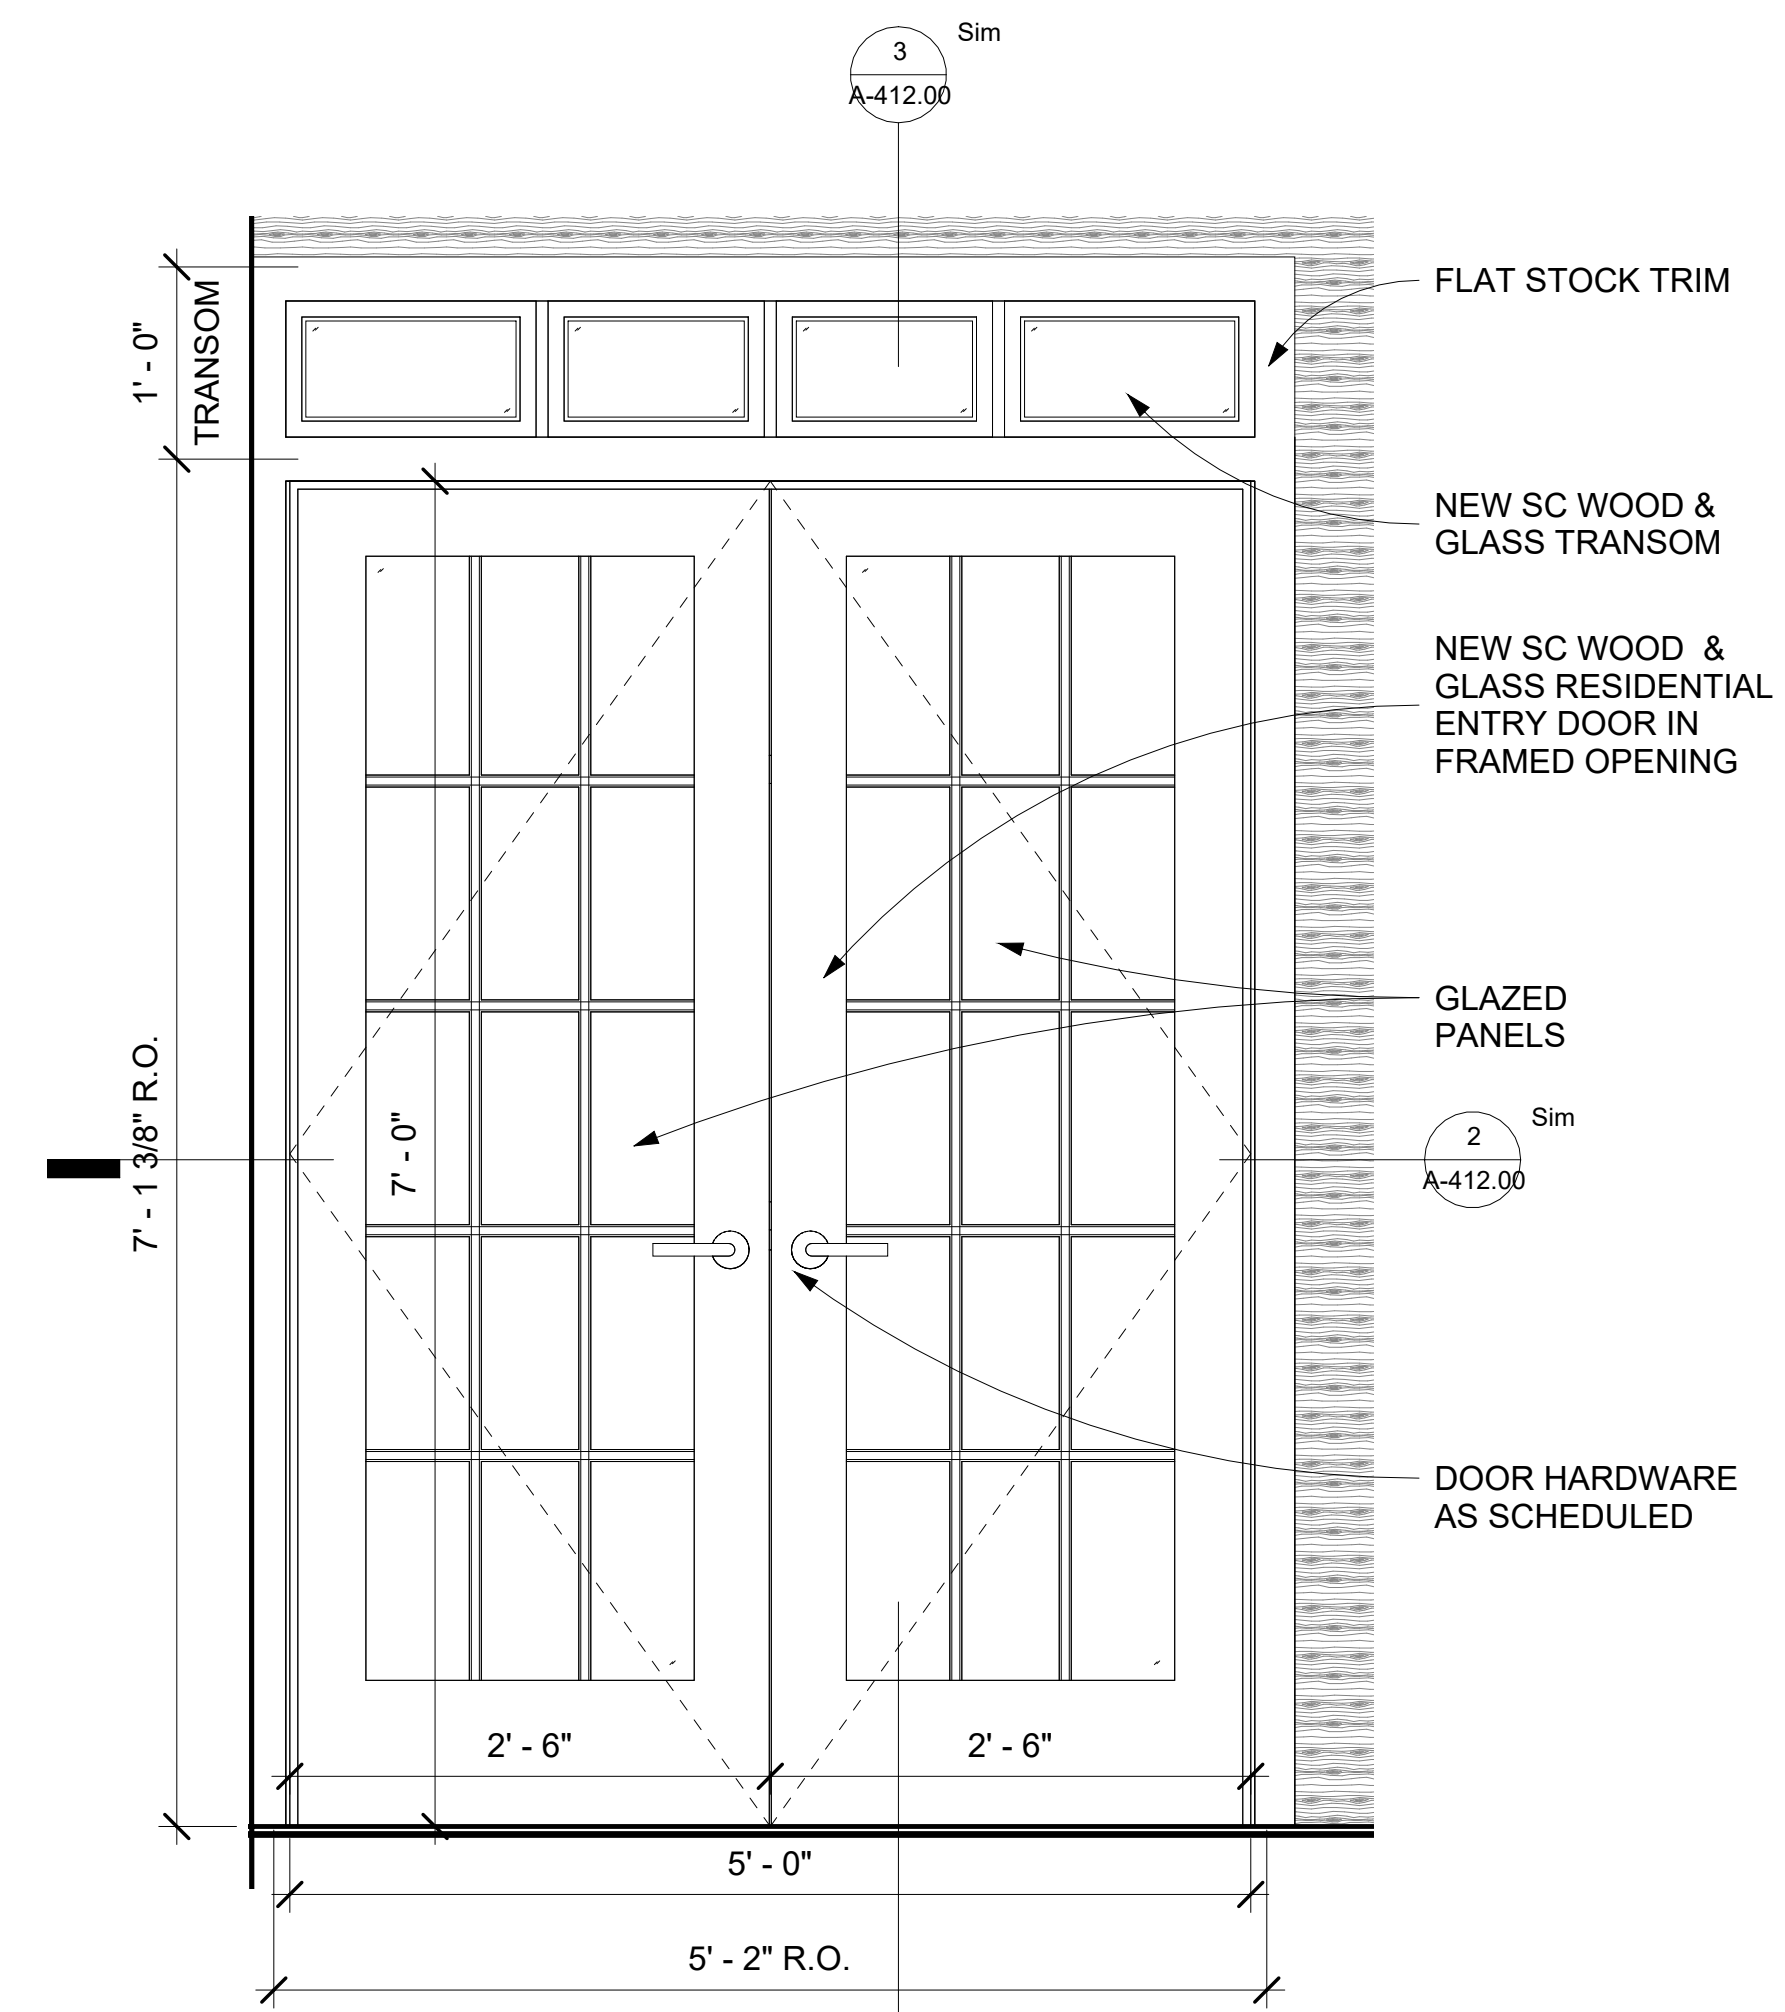 3
Sim
A-412.00
FLAT STOCK TRIM
1' - 0"
TRANSOM
NEW SC WOOD &
GLASS TRANSOM
NEW SC WOOD  &
GLASS RESIDENTIAL
ENTRY DOOR IN
FRAMED OPENING
GLAZED
PANELS
7' - 1 3/8" R.O.
7' - 0"
2
Sim
A-412.00
DOOR HARDWARE
AS SCHEDULED
2' - 6"
2' - 6"
5' - 0"
5' - 2" R.O.